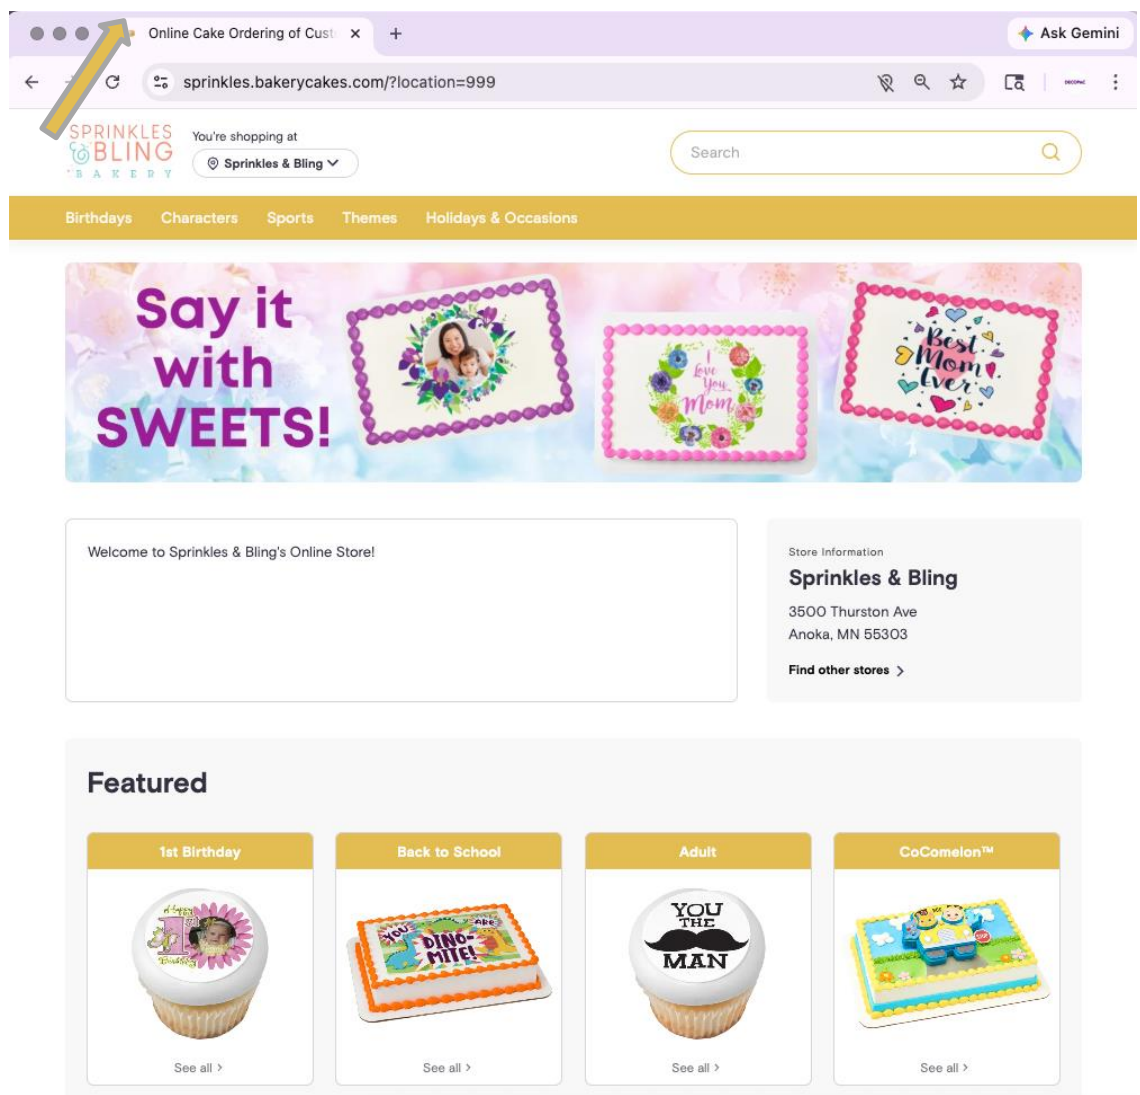 Online Cake Ordering of Cust
Ask Gemini
sprinkles.bakerycakes.com/?location=999
SPRINKLES
& BLING
BAKERY
You're shopping at
Sprinkles & Bling
Search
Birthdays Characters Sports Themes Holidays & Occasions
Say it
with
SWEETS!
I
Love
You
Mom
Best
Mom
Ever
Welcome to Sprinkles & Bling's Online Store!
Store Information
Sprinkles & Bling
3500 Thurston Ave
Anoka, MN 55303
Find other stores >
Featured
1st Birthday
Back to School
Adult
CoComelon™
Happy
1st
Birthday
YOU ARE
DINO-
MITE!
YOU
THE
MAN
STOP
See all >
See all >
See all >
See all >